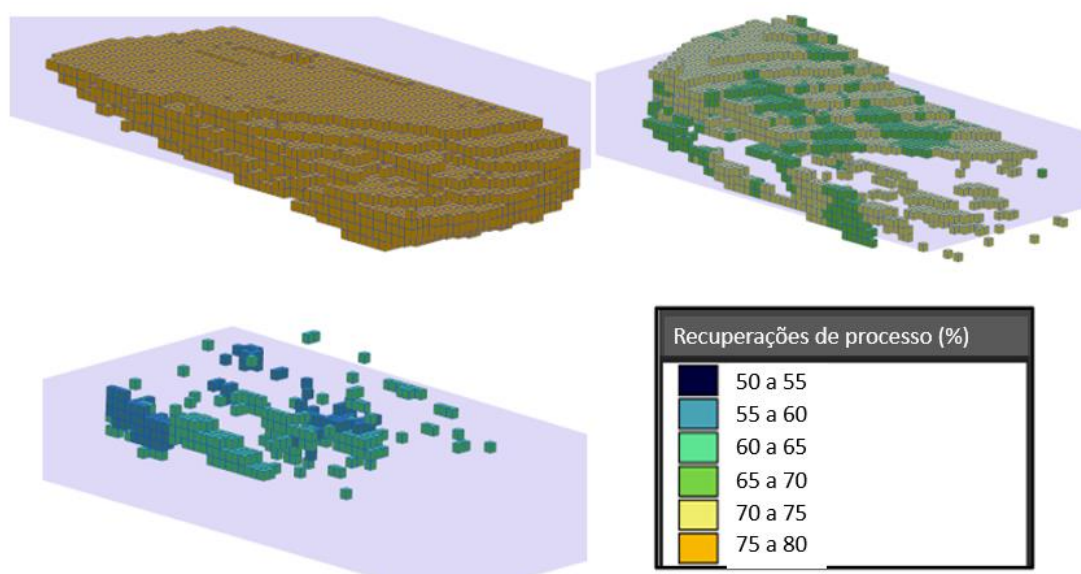 Recuperações de processo (%)
50 a 55
55 a 60
60 a 65
65 a 70
70 a 75
75 a 80